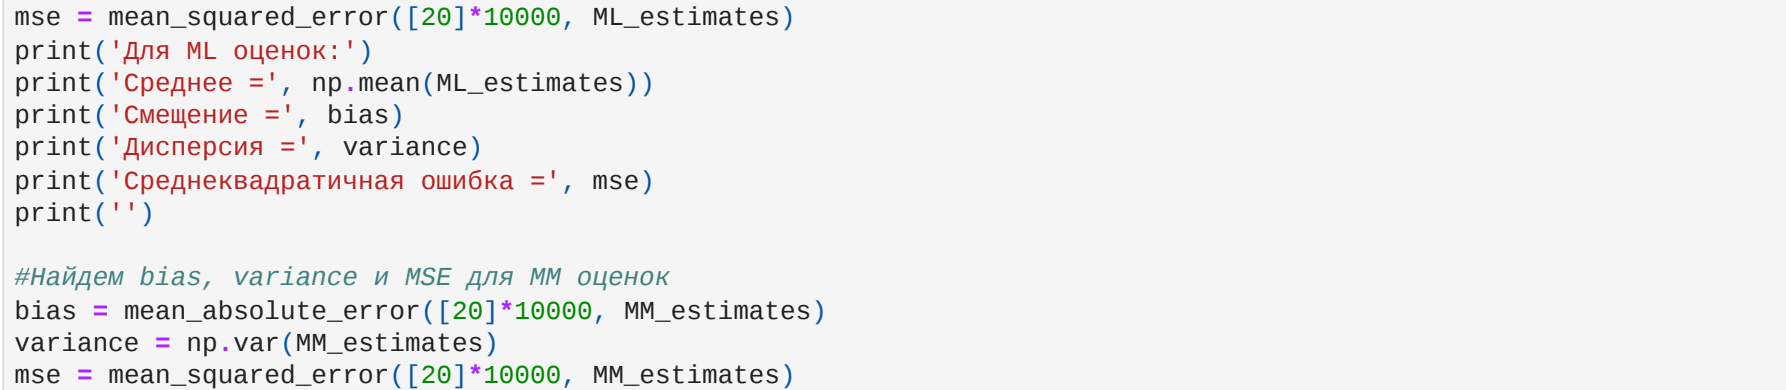 mse = mean_squared_error([20]*10000, ML_estimates)
print('Для ML оценок:')
print('Среднее =', np.mean(ML_estimates))
print('Смещение =', bias)
print('Дисперсия =', variance)
print('Среднеквадратичная ошибка =', mse)
print('')
#Найдем bias, variance и MSE для ММ оценок
bias = mean_absolute_error([20]*10000, MM_estimates)
variance = np.var(MM_estimates)
mse = mean_squared_error([20]*10000, MM_estimates)